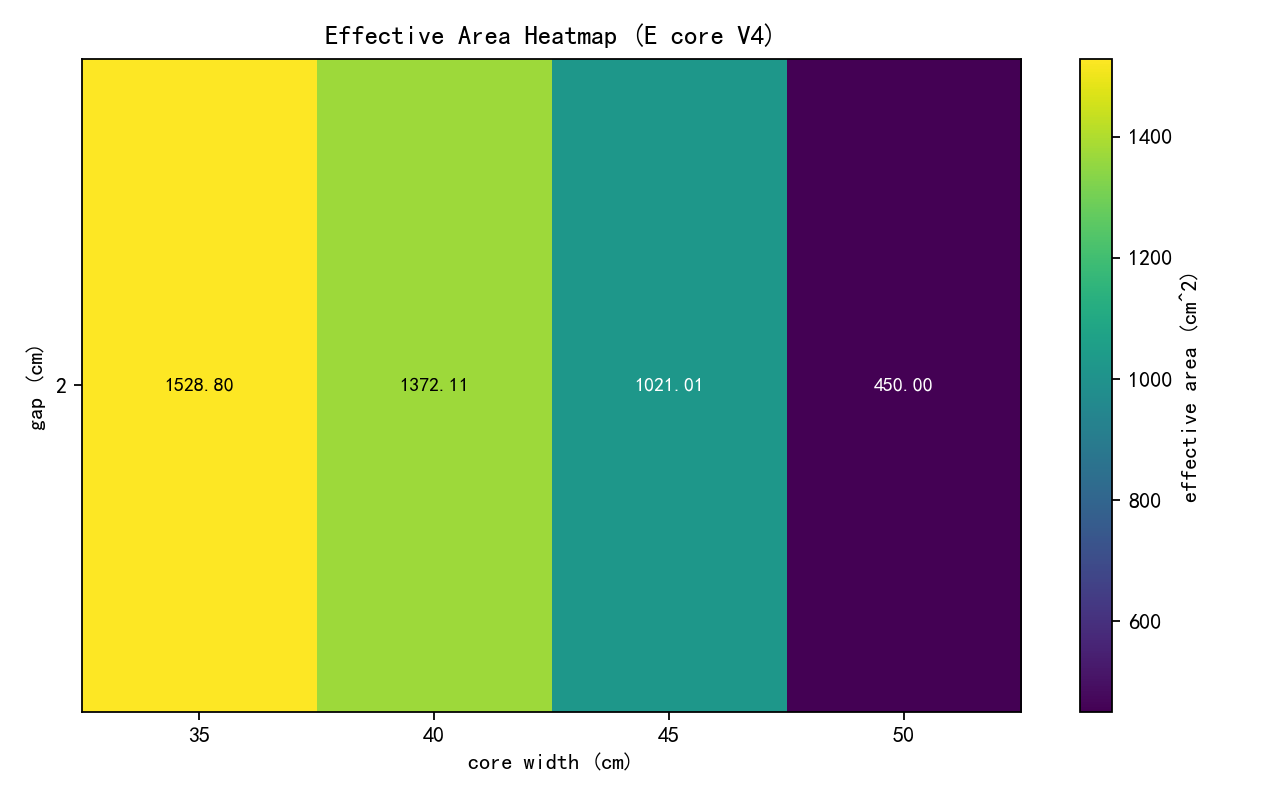 Effective Area Heatmap (E core V4)
gap (cm)
2
1528.80 1372.11 1021.01 450.00
35 40 45 50
core width (cm)
1400
1200
1000
800
600
effective area (cm^2)